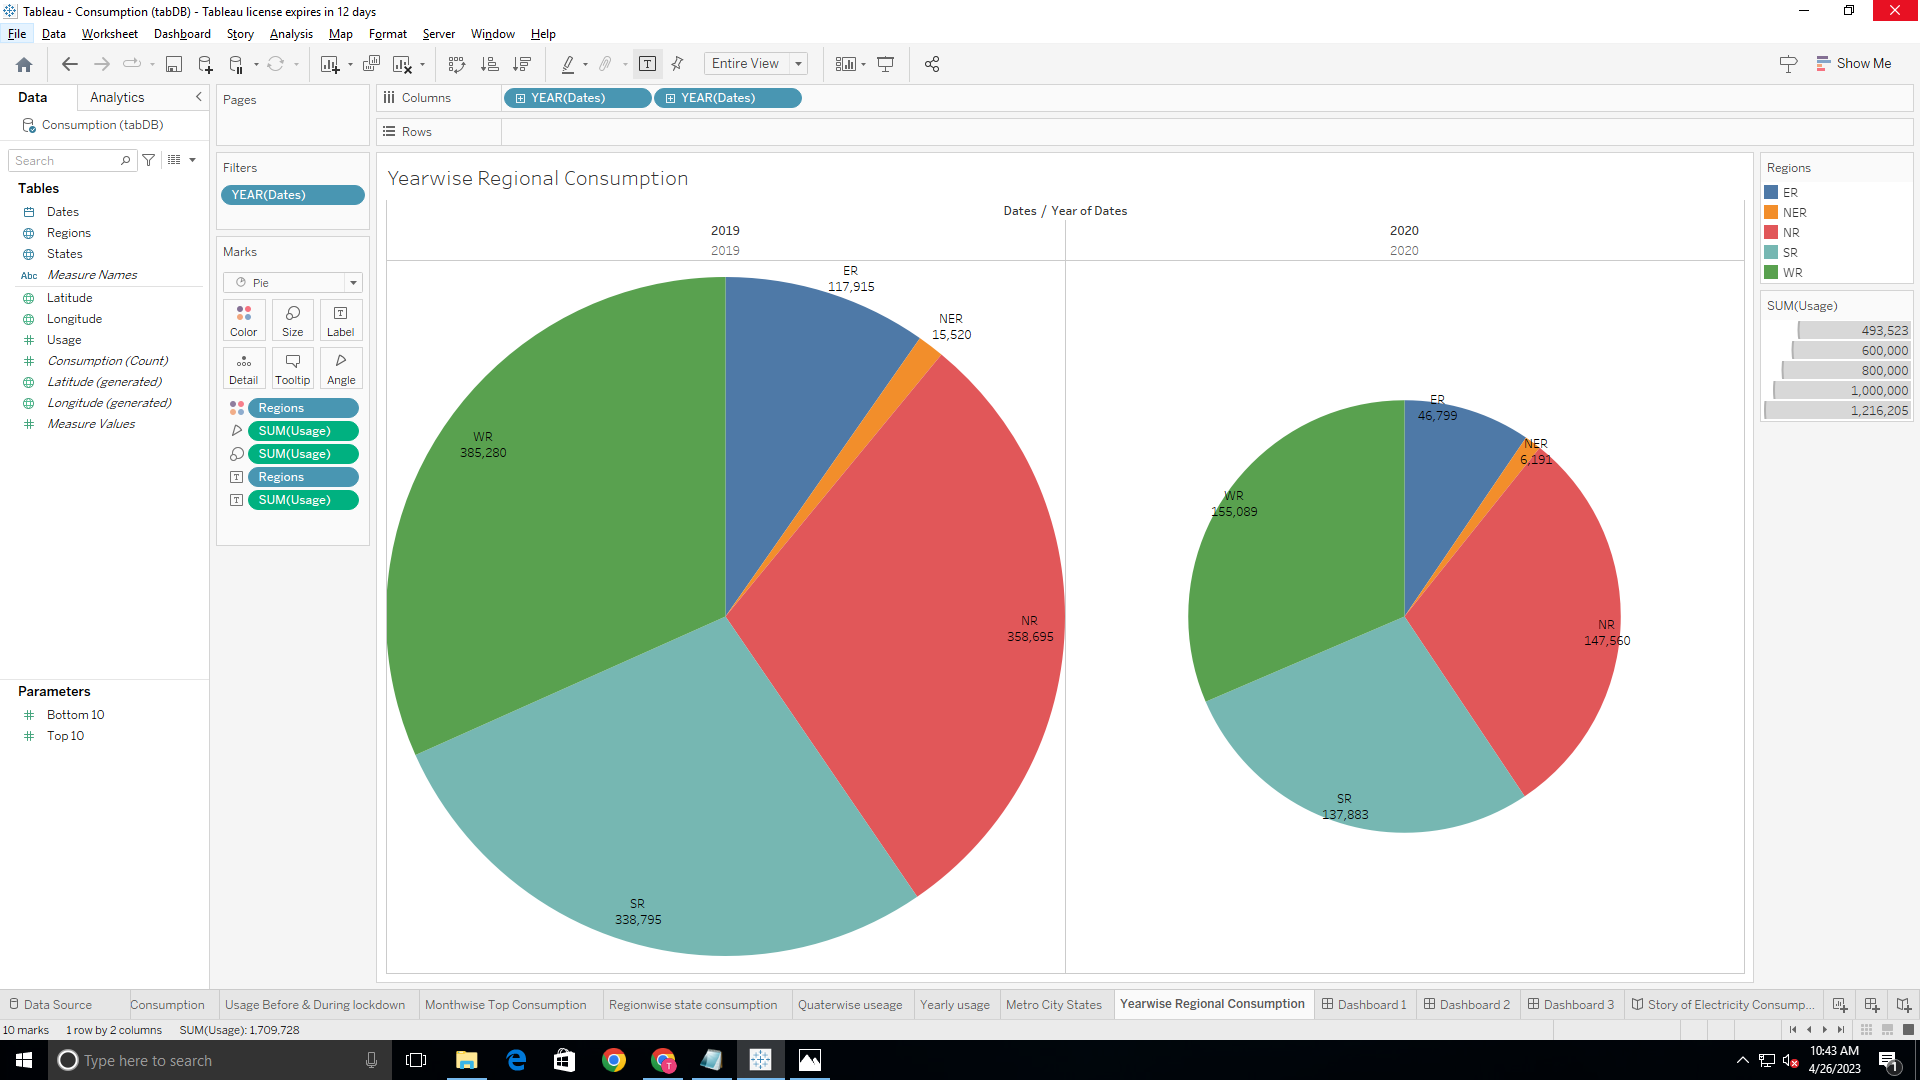 Tableau - Consumption (tabDB) - Tableau license expires in 12 days
File Data Worksheet Dashboard Story Analysis Map Format Server Window Help
Entire View
Show Me
Data Analytics
Consumption (tabDB)
Search
Tables
Dates
Regions
States
Abc Measure Names
Latitude
Longitude
Usage
Consumption (Count)
Latitude (generated)
Longitude (generated)
Measure Values
Parameters
Bottom 10
Top 10
Pages
Filters
YEAR(Dates)
Marks
Pie
Color Size Label
Detail Tooltip Angle
Regions
SUM(Usage)
SUM(Usage)
Regions
SUM(Usage)
Columns YEAR(Dates) YEAR(Dates)
Rows
Yearwise Regional Consumption
Dates / Year of Dates
2019 2020
2019 2020
ER
117,915
NER
15,520
NR
358,695
SR
338,795
WR
385,280
ER
46,799
NER
6,191
NR
147,560
SR
137,883
WR
155,089
Regions
ER
NER
NR
SR
WR
SUM(Usage)
493,523
600,000
800,000
1,000,000
1,216,205
Data Source Consumption Usage Before & During lockdown Monthwise Top Consumption Regionwise state consumption Quaterwise useage Yearly usage Metro City States Yearwise Regional Consumption Dashboard 1 Dashboard 2 Dashboard 3 Story of Electricity Consump...
10 marks 1 row by 2 columns SUM(Usage): 1,709,728
Type here to search
T
10:43 AM
4/26/2023
1